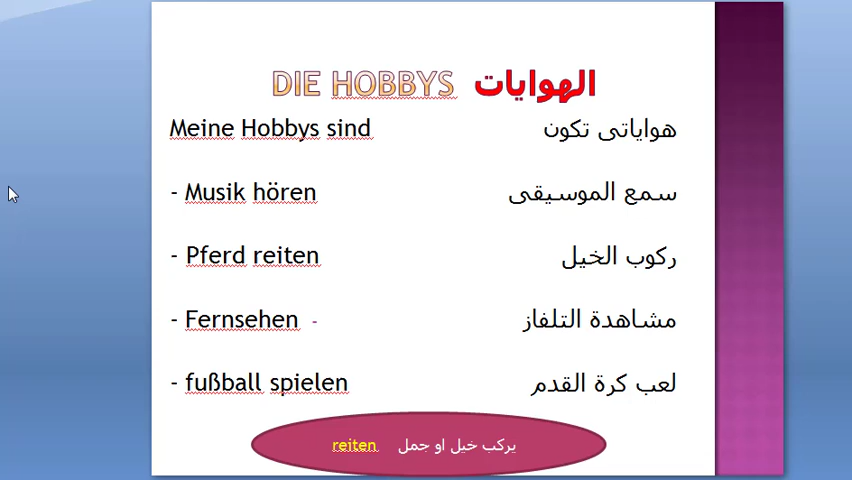 DIE HOBBYS الهوايات
Meine Hobbys sind هواياتى تكون
- Musik hören سمع الموسيقى
- Pferd reiten ركوب الخيل
- Fernsehen - مشاهدة التلفاز
- fußball spielen لعب كرة القدم
reiten يركب خيل او جمل